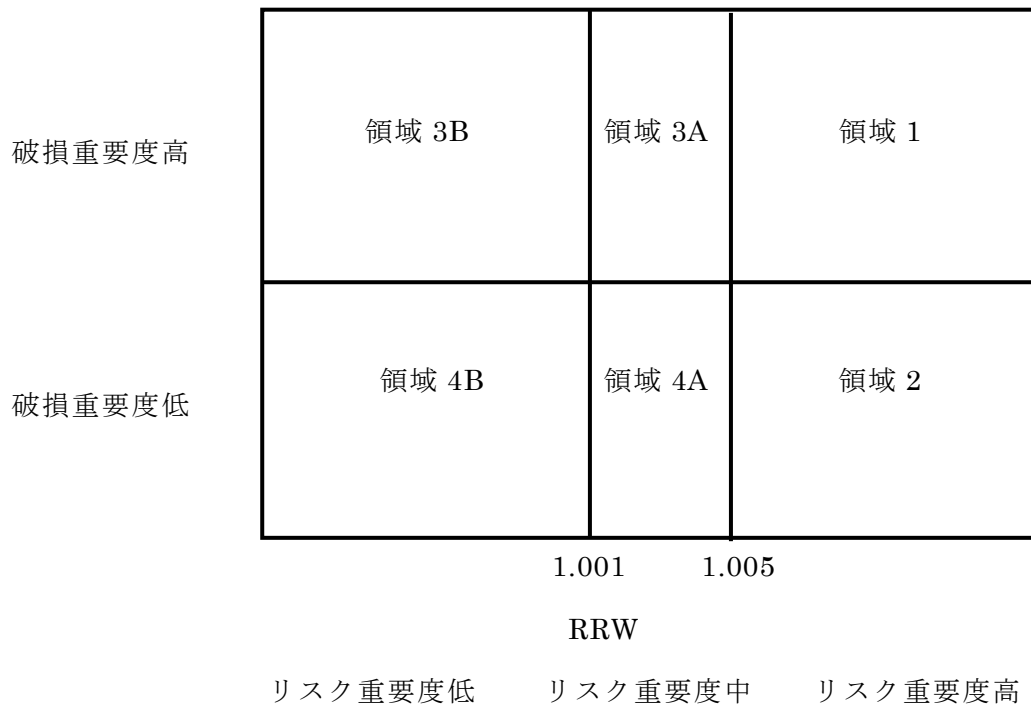 領域 3B 領域 3A 領域 1
破損重要度高
領域 4B 領域 4A 領域 2
破損重要度低
1.001 1.005
RRW
リスク重要度低 リスク重要度中 リスク重要度高